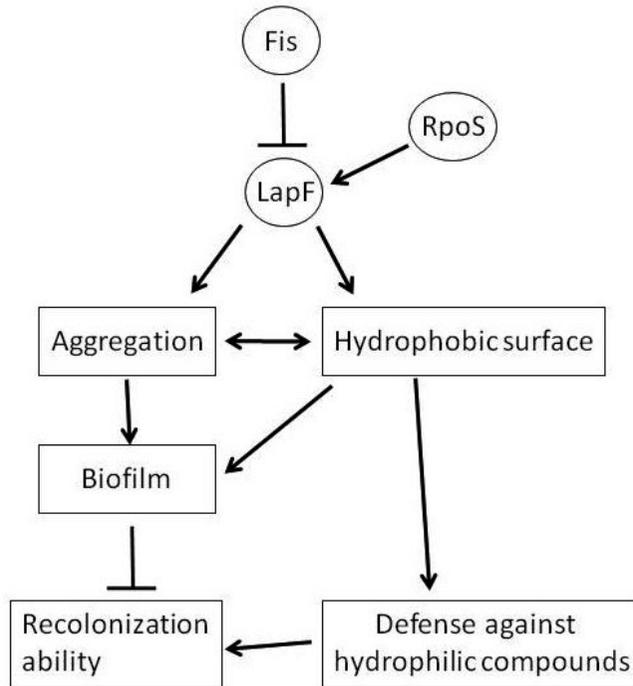 Fis
RpoS
LapF
Aggregation
Hydrophobic surface
Biofilm
Recolonization
ability
Defense against
hydrophilic compounds